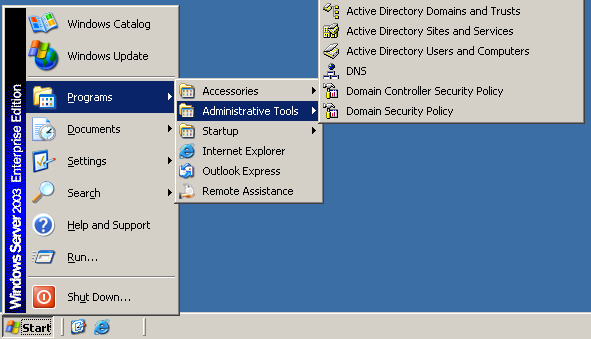 Windows Catalog
Windows Update
Programs
Documents
Settings
Search
Help and Support
Run...
Shut Down...
Windows Server 2003 Enterprise Edition
Start
Accessories
Administrative Tools
Startup
Internet Explorer
Outlook Express
Remote Assistance
Active Directory Domains and Trusts
Active Directory Sites and Services
Active Directory Users and Computers
DNS
Domain Controller Security Policy
Domain Security Policy